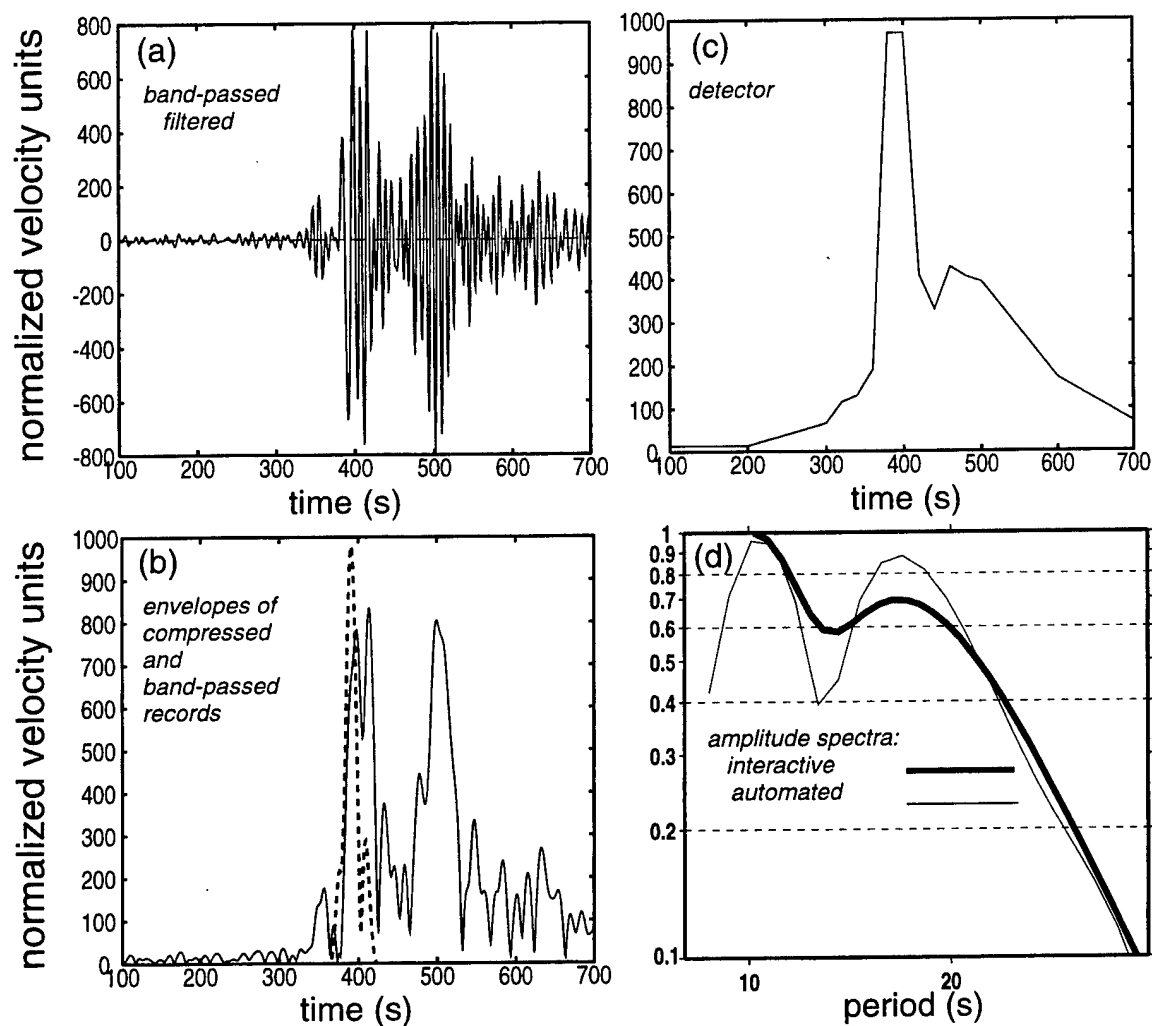 normalized velocity units
800
600
400
200
0
-200
-400
-600
-800
(a)
band-passed
filtered
100 200 300 400 500 600 700
time (s)
(c)
detector
1000
900
800
700
600
500
400
300
200
100
0
100 200 300 400 500 600 700
time (s)
normalized velocity units
1000
900
800
700
600
500
400
300
200
100
0
(b)
envelopes of
compressed
and
band-passed
records
100 200 300 400 500 600 700
time (s)
(d)
1
0.9
0.8
0.7
0.6
0.5
0.4
0.3
0.2
0.1
amplitude spectra:
interactive
automated
10 20
period (s)